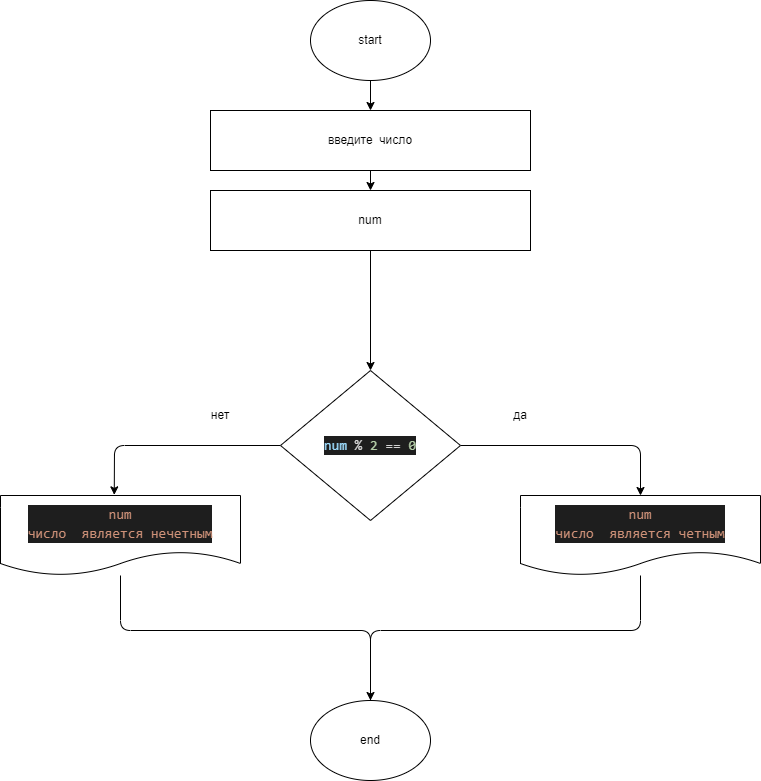 start
введите число
num
нет
да
num % 2 == 0
num
число является нечетным
num
число является четным
end